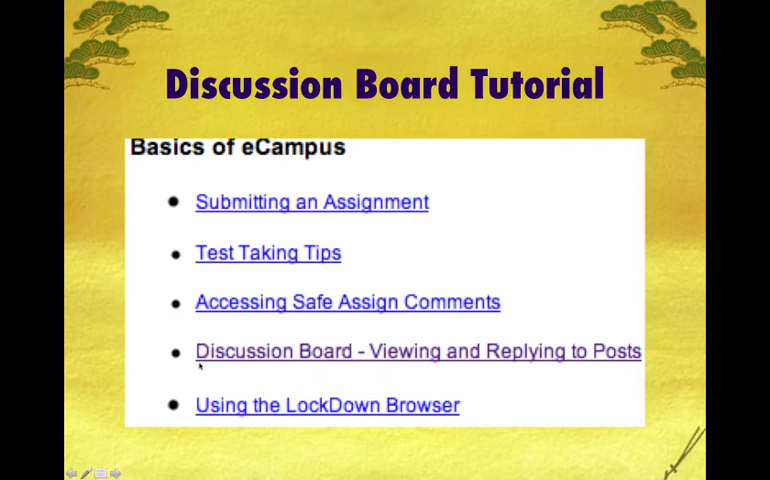 Discussion Board Tutorial
Basics of eCampus
Submitting an Assignment
Test Taking Tips
Accessing Safe Assign Comments
Discussion Board - Viewing and Replying to Posts
Using the LockDown Browser